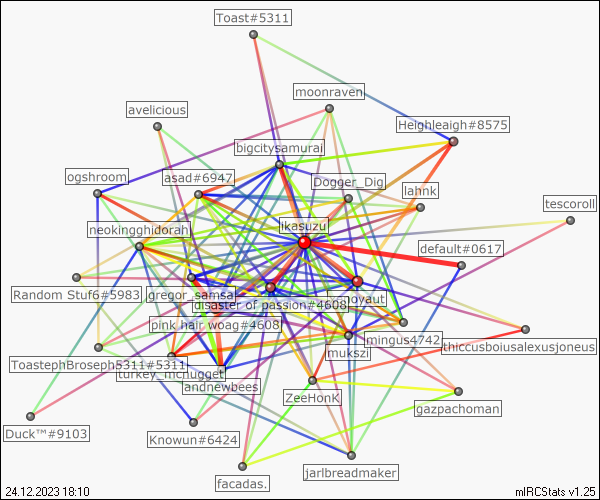 Toast#5311
moonraven
avelicious
Heighleaigh#8575
bigcitysamurai
ogshroom
asad#6947
Dogger_Dig
lahnk
tescoroll
neokingghidorah
ikasuzu
default#0617
Random Stuf6#5983
gregor_samsa
disaster of passion#4608
pink hair woag#4608
mingus4742
mukszi
thiccusboiusalexusjoneus
ToastephBroseph5311#5311
turkey_mcnugget
andnewbees
ZeeHonK
gazpachoman
Duck™#9103
Knowun#6424
facadas.
jarlbreadmaker
24.12.2023 18:10
mIRCStats v1.25